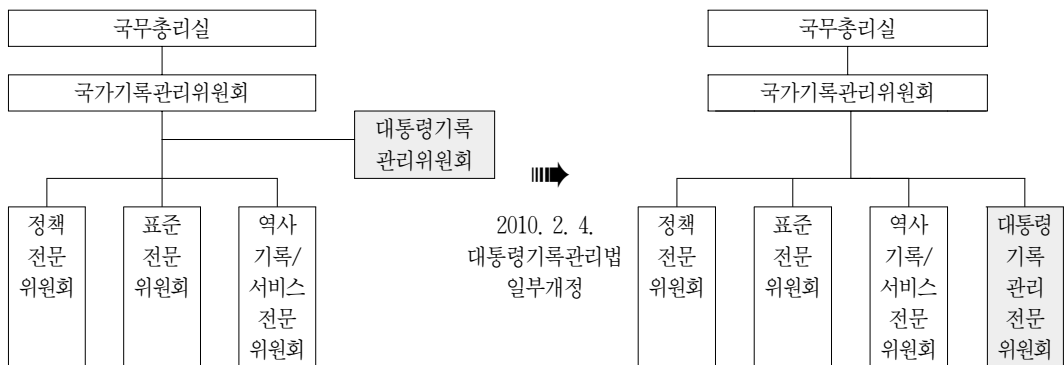 국무총리실
국가기록관리위원회
대통령기록
관리위원회
정책
전문
위원회
표준
전문
위원회
역사
기록/
서비스
전문
위원회
2010. 2. 4.
대통령기록관리법
일부개정
국무총리실
국가기록관리위원회
정책
전문
위원회
표준
전문
위원회
역사
기록/
서비스
전문
위원회
대통령
기록
관리
전문
위원회